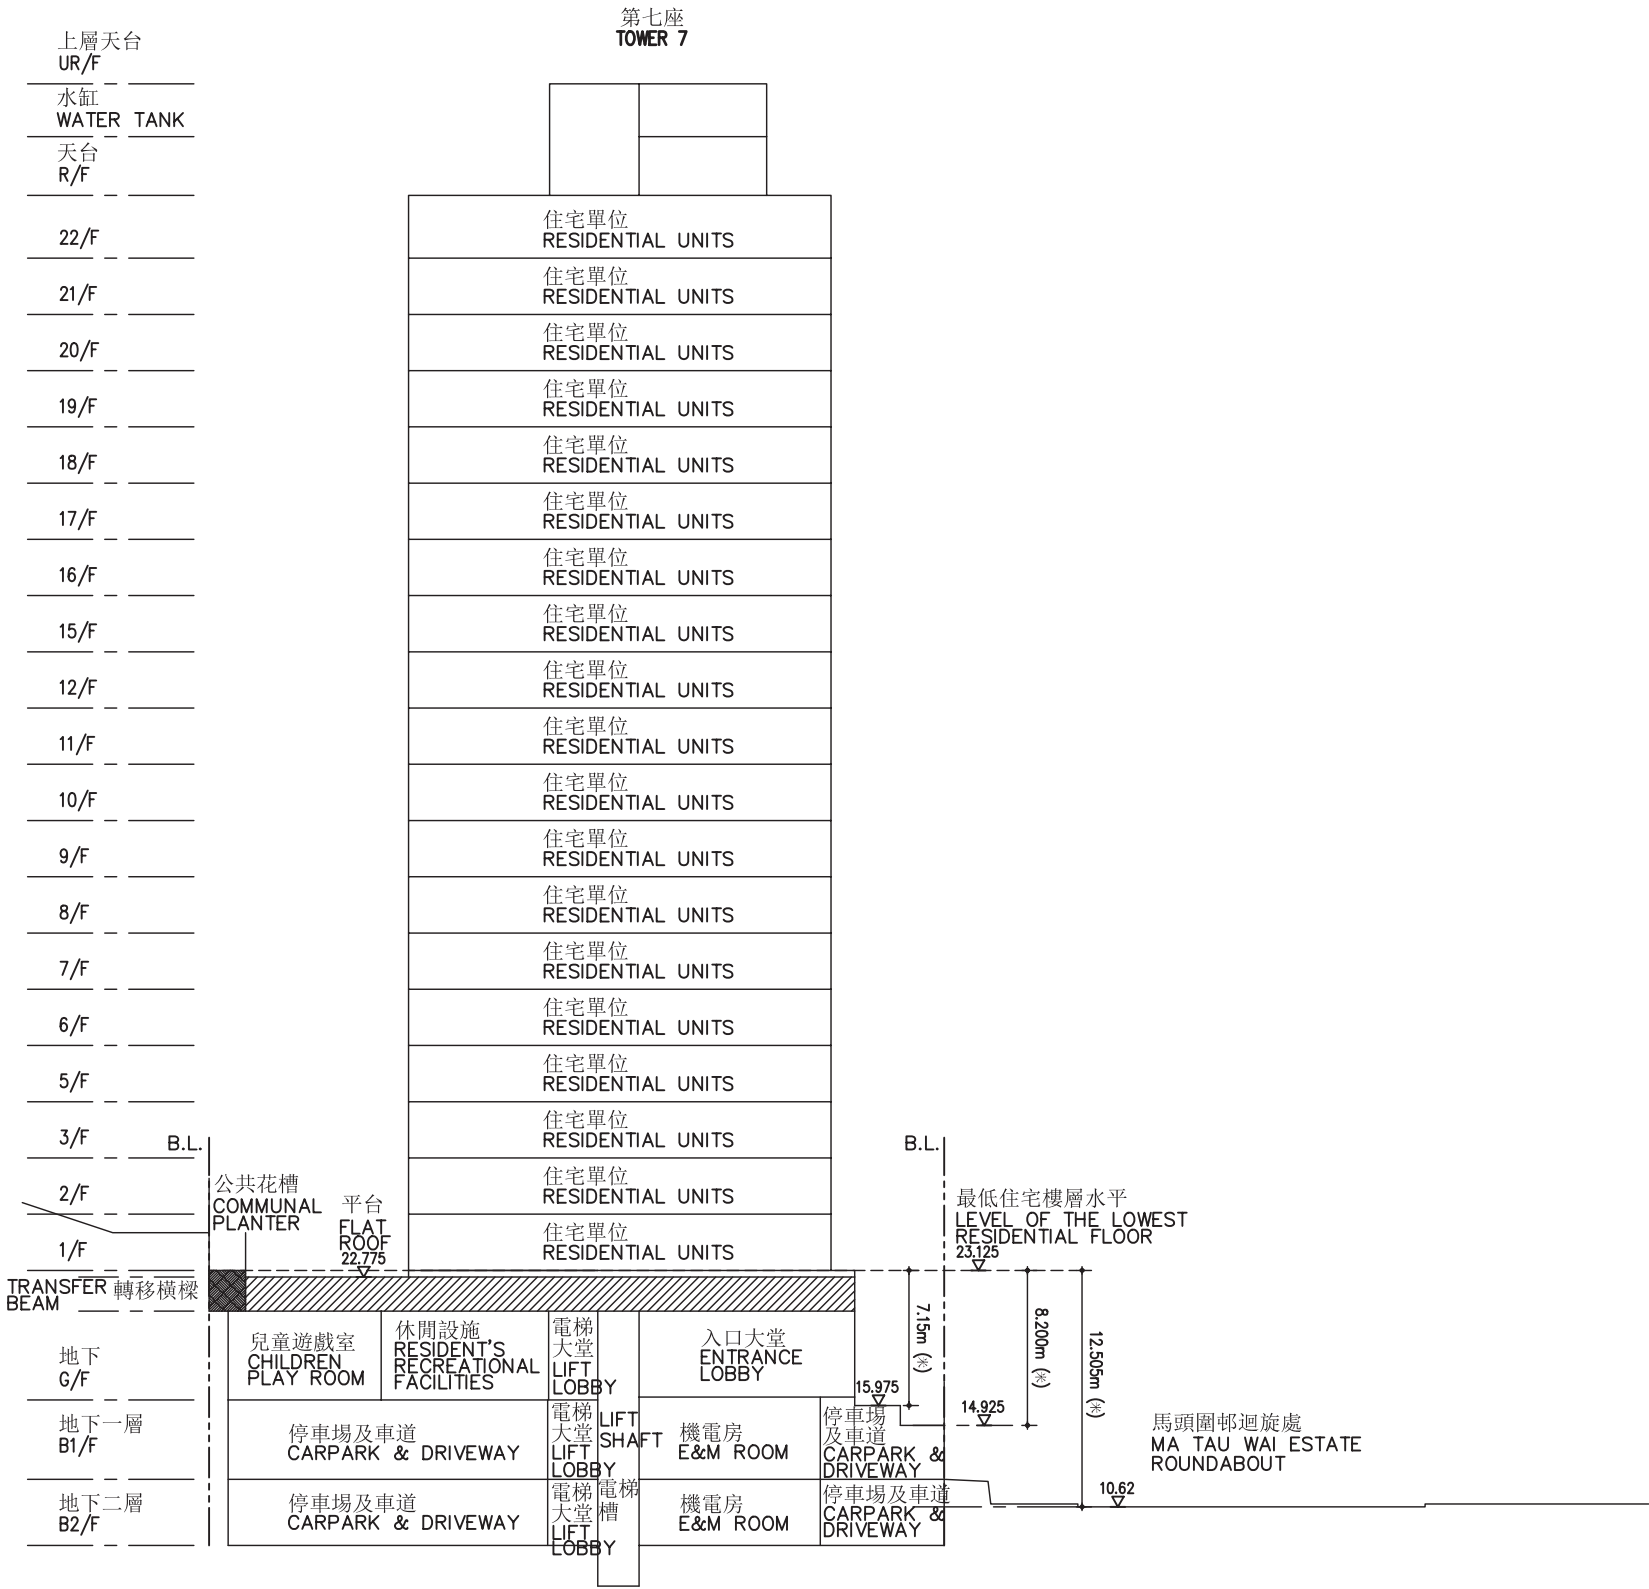 第七座
TOWER 7
上層天台
UR/F
水缸
WATER TANK
天台
R/F
22/F
住宅單位
RESIDENTIAL UNITS
21/F
住宅單位
RESIDENTIAL UNITS
20/F
住宅單位
RESIDENTIAL UNITS
19/F
住宅單位
RESIDENTIAL UNITS
18/F
住宅單位
RESIDENTIAL UNITS
17/F
住宅單位
RESIDENTIAL UNITS
16/F
住宅單位
RESIDENTIAL UNITS
15/F
住宅單位
RESIDENTIAL UNITS
12/F
住宅單位
RESIDENTIAL UNITS
11/F
住宅單位
RESIDENTIAL UNITS
10/F
住宅單位
RESIDENTIAL UNITS
9/F
住宅單位
RESIDENTIAL UNITS
8/F
住宅單位
RESIDENTIAL UNITS
7/F
住宅單位
RESIDENTIAL UNITS
6/F
住宅單位
RESIDENTIAL UNITS
5/F
住宅單位
RESIDENTIAL UNITS
3/F
住宅單位
RESIDENTIAL UNITS
B.L.
B.L.
2/F
住宅單位
RESIDENTIAL UNITS
公共花槽
COMMUNAL
PLANTER
平台
FLAT
ROOF
22.775
最低住宅樓層水平
LEVEL OF THE LOWEST
RESIDENTIAL FLOOR
23.125
1/F
住宅單位
RESIDENTIAL UNITS
TRANSFER 轉移橫樑
BEAM
地下
G/F
兒童遊戲室
CHILDREN
PLAY ROOM
休閒設施
RESIDENT'S
RECREATIONAL
FACILITIES
電梯
大堂
LIFT
LOBBY
入口大堂
ENTRANCE
LOBBY
7.15m (米)
8.200m (米)
12.505m (米)
15.975
14.925
地下一層
B1/F
停車場及車道
CARPARK & DRIVEWAY
電梯
大堂
LIFT
LOBBY
LIFT
SHAFT
機電房
E&M ROOM
停車場
及車道
CARPARK &
DRIVEWAY
馬頭圍邨迴旋處
MA TAU WAI ESTATE
ROUNDABOUT
10.62
地下二層
B2/F
停車場及車道
CARPARK & DRIVEWAY
電梯
大堂
LIFT
LOBBY
電梯
槽
機電房
E&M ROOM
停車場及車道
CARPARK &
DRIVEWAY